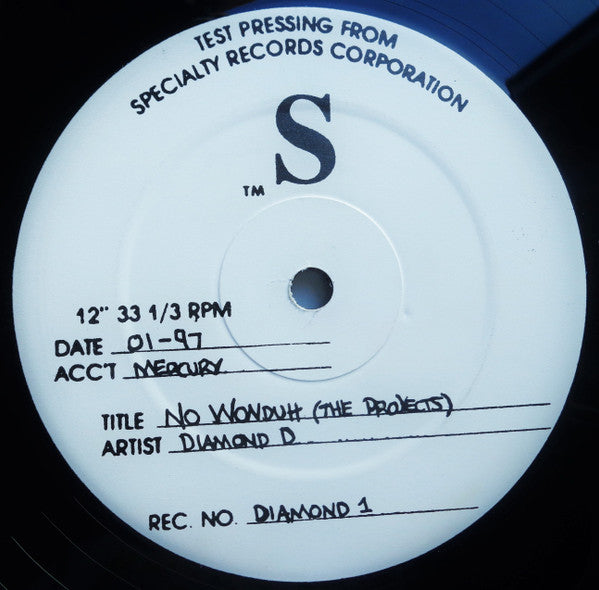 TEST PRESSING FROM
SPECIALTY RECORDS CORPORATION
S
TM
12" 33 1/3 RPM
DATE 01-97
ACC'T MERCURY
TITLE NO WONDUH (THE PROJECTS)
ARTIST DIAMOND D
REC. NO. DIAMOND 1